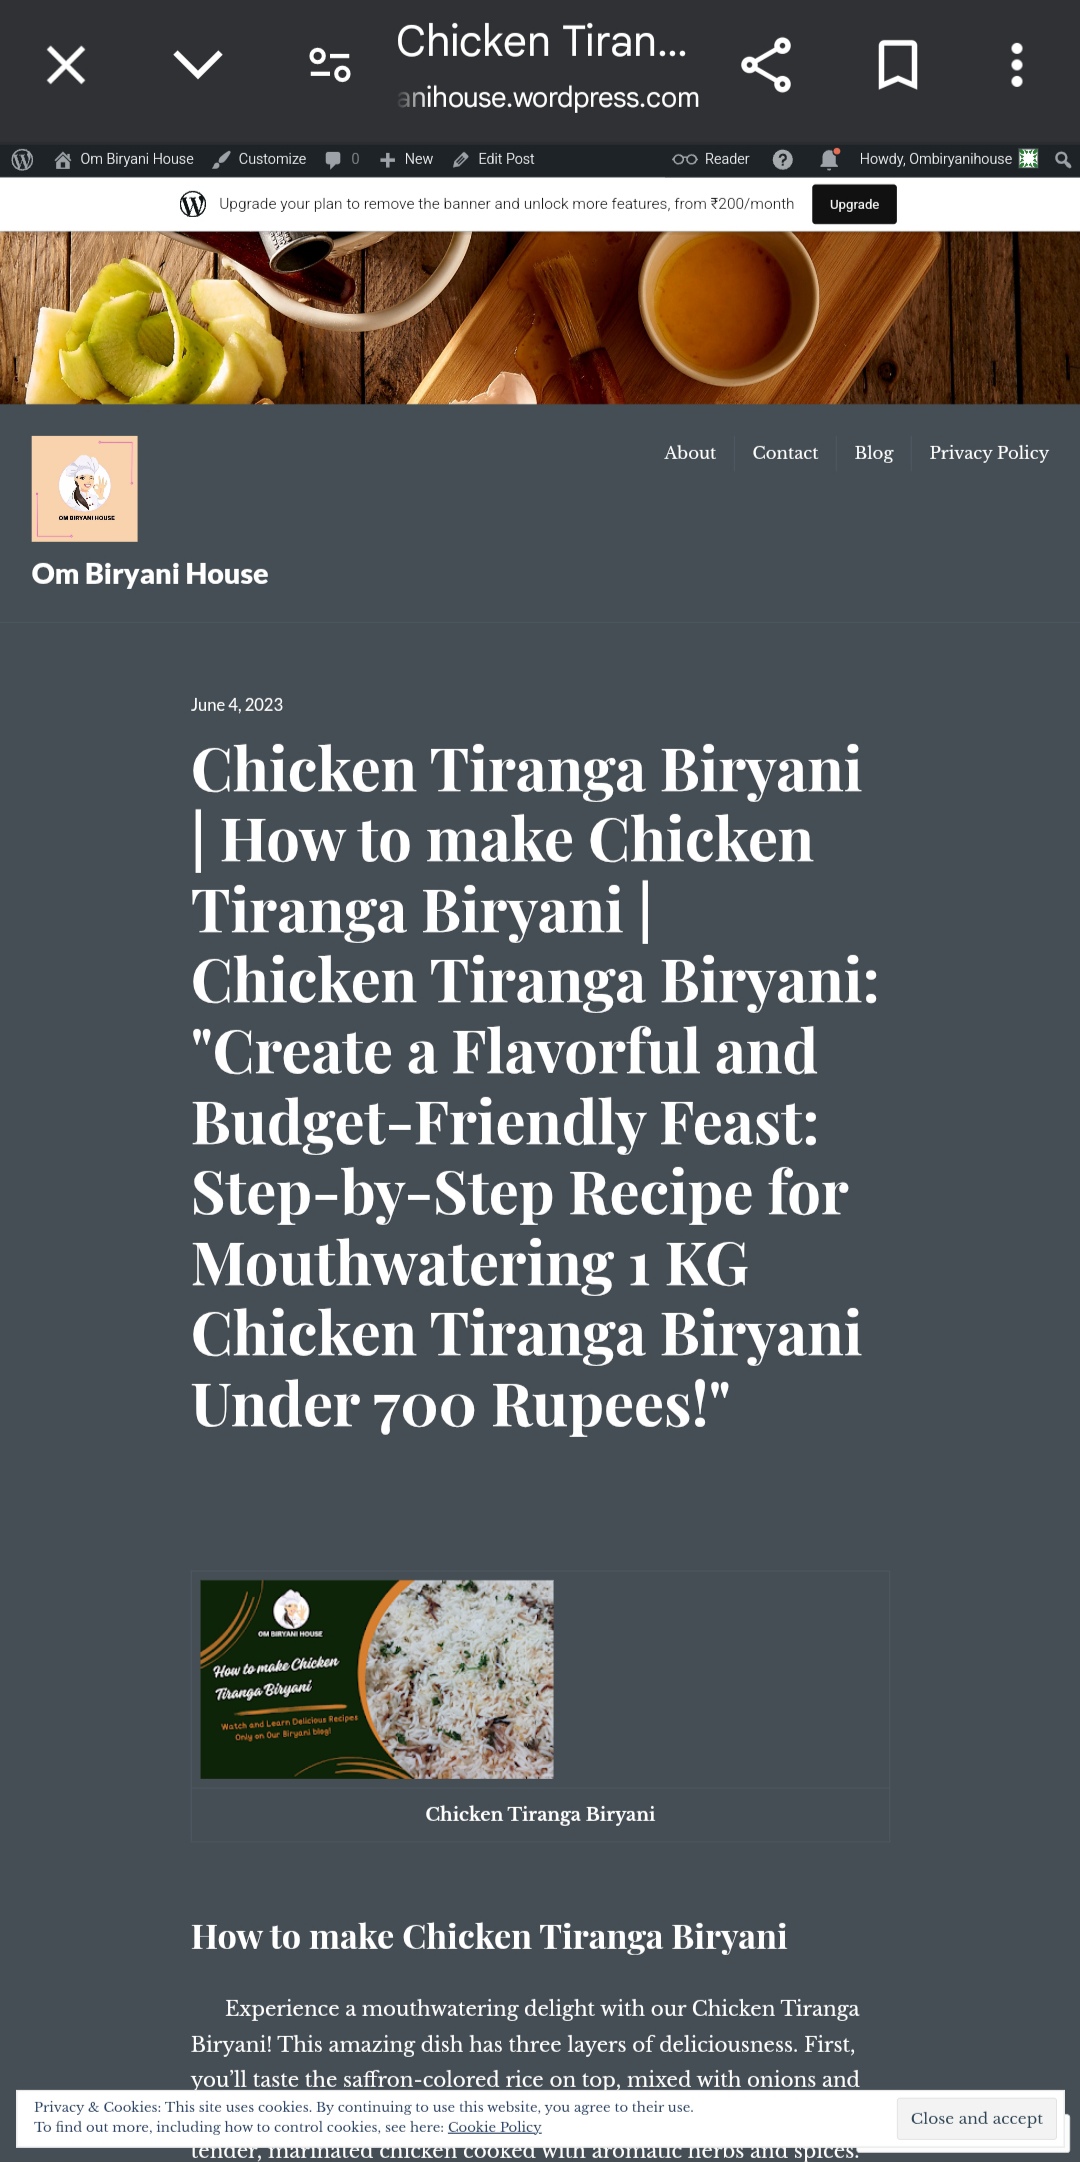 Chicken Tiran...
anihouse.wordpress.com
Om Biryani House Customize 0 New Edit Post Reader Howdy, Ombiryanihouse
Upgrade your plan to remove the banner and unlock more features, from ₹200/month Upgrade
About Contact Blog Privacy Policy
OM BIRYANI HOUSE
Om Biryani House
June 4, 2023
Chicken Tiranga Biryani
| How to make Chicken
Tiranga Biryani |
Chicken Tiranga Biryani:
"Create a Flavorful and
Budget-Friendly Feast:
Step-by-Step Recipe for
Mouthwatering 1 KG
Chicken Tiranga Biryani
Under 700 Rupees!"
OM BIRYANI HOUSE
How to make Chicken
Tiranga Biryani
Watch and Learn Delicious Recipes
Only on Our Biryani blog!
Chicken Tiranga Biryani
How to make Chicken Tiranga Biryani
Experience a mouthwatering delight with our Chicken Tiranga
Biryani! This amazing dish has three layers of deliciousness. First,
you’ll taste the saffron-colored rice on top, mixed with onions and
Privacy & Cookies: This site uses cookies. By continuing to use this website, you agree to their use.
To find out more, including how to control cookies, see here: Cookie Policy
Close and accept
tender, marinated chicken cooked with aromatic herbs and spices.